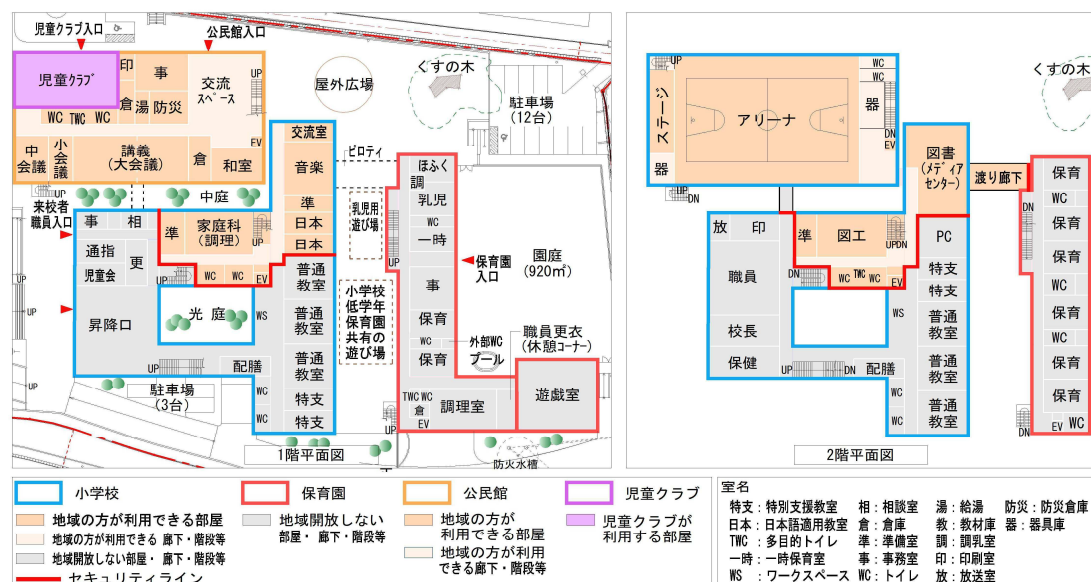 児童クラブ入口
公民館入口
児童クラブ
印
事
交流
スペース
UP
倉
湯
防災
WC TWC WC
EV
中
会議
小
会議
講義
(大会議)
倉
和室
屋外広場
くすの木
駐車場
(12台)
交流室
音楽
準
日本
日本
ピロティ
乳児用
遊び場
ほふく
調
乳児
WC
一時
UP
事
保育
WC
保育
保育園
入口
園庭
(920㎡)
外部WC
プール
職員更衣
(休憩コーナー)
遊戯室
TWC WC
倉
EV
調理室
UP
防火水槽
UP
来校者
職員入口
中庭
事
相
準
家庭科
(調理)
UP
通指
児童会
更
UP
WC
WC
EV
UP
昇降口
光庭
WS
普通
教室
普通
教室
普通
教室
特支
特支
小学校
低学年
保育園
共有の
遊び場
UP
配膳
WC
WC
UP
駐車場
(3台)
1階平面図
UP
ステージ
器
アリーナ
WC
WC
器
DN
EV
UP
DN
図書
(メディア
センター)
渡り廊下
くすの木
放
印
準
図工
UPDN
PC
職員
DN
WC TWC WC
EV
特支
特支
校長
WS
普通
教室
保健
UP
DN
配膳
普通
教室
WC
WC
普通
教室
DN
保育
WC
保育
保育
WC
保育
保育
EV WC
DN
2階平面図
小学校
地域の方が利用できる部屋
地域の方が利用できる 廊下・階段等
地域開放しない部屋・ 廊下・階段等
セキュリティライン
保育園
地域開放しない
部屋・ 廊下・階段等
公民館
地域の方が
利用できる部屋
地域の方が利用
できる廊下・階段等
児童クラブ
児童クラブが
利用する部屋
室名
特支：特別支援教室 相：相談室 湯：給湯 防災：防災倉庫
日本：日本語適用教室 倉：倉庫 教：教材庫 器：器具庫
TWC：多目的トイレ 準：準備室 調：調乳室
一時：一時保育室 事：事務室 印：印刷室
WS：ワークスペース WC：トイレ 放：放送室